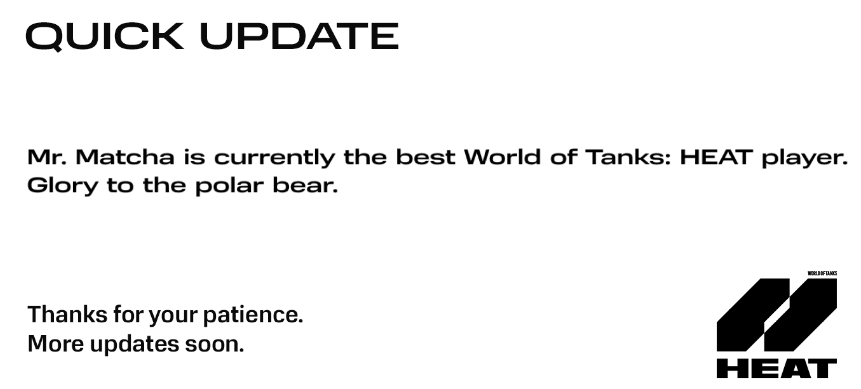 QUICK UPDATE
Mr. Matcha is currently the best World of Tanks: HEAT player.
Glory to the polar bear.
Thanks for your patience.
More updates soon.
WORLD OF TANKS
HEAT